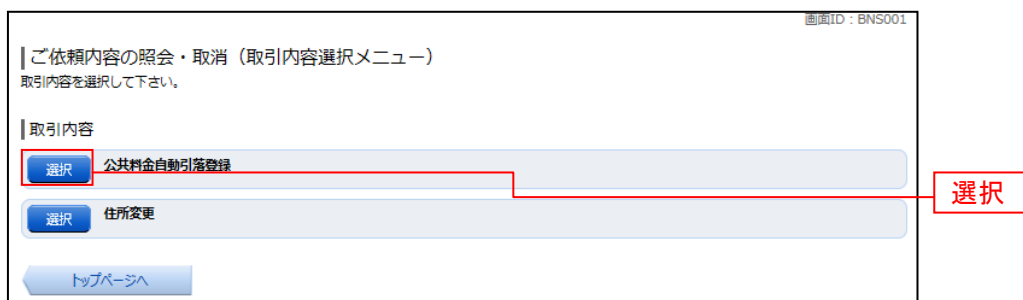 画面ID：BNS001
ご依頼内容の照会・取消（取引内容選択メニュー）
取引内容を選択して下さい。
取引内容
選択 公共料金自動引落登録
選択
選択 住所変更
トップページへ